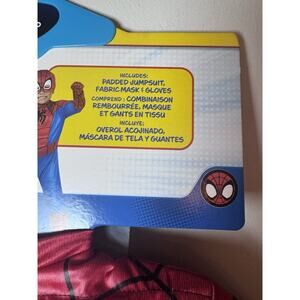 INCLUDES:
PADDED JUMPSUIT,
FABRIC MASK & GLOVES
COMPREND : COMBINAISON
REMBOURRÉE, MASQUE
ET GANTS EN TISSU
INCLUYE:
OVEROL ACOJINADO,
MÁSCARA DE TELA Y GUANTES